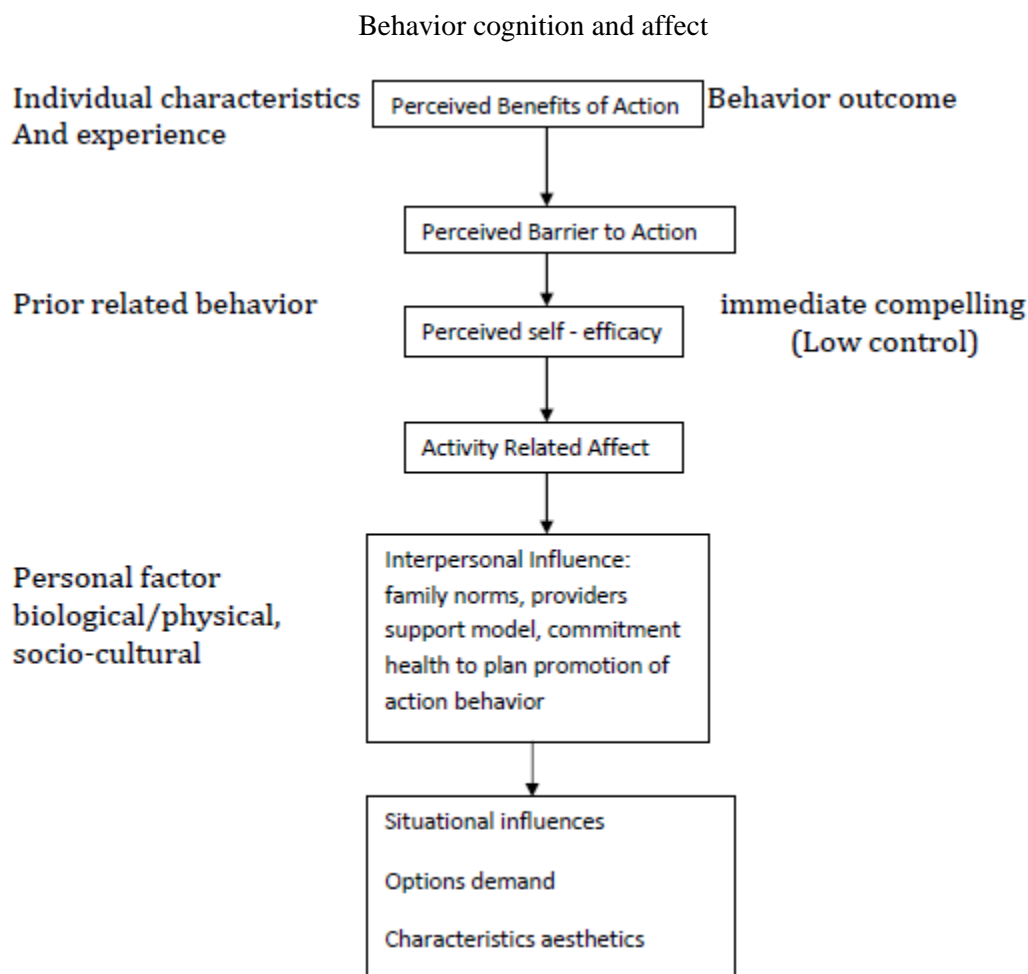 Behavior cognition and affect
Individual characteristics
And experience
Perceived Benefits of Action
Behavior outcome
Perceived Barrier to Action
Prior related behavior
Perceived self - efficacy
immediate compelling
(Low control)
Activity Related Affect
Personal factor
biological/physical,
socio-cultural
Interpersonal Influence:
family norms, providers
support model, commitment
health to plan promotion of
action behavior
Situational influences
Options demand
Characteristics aesthetics